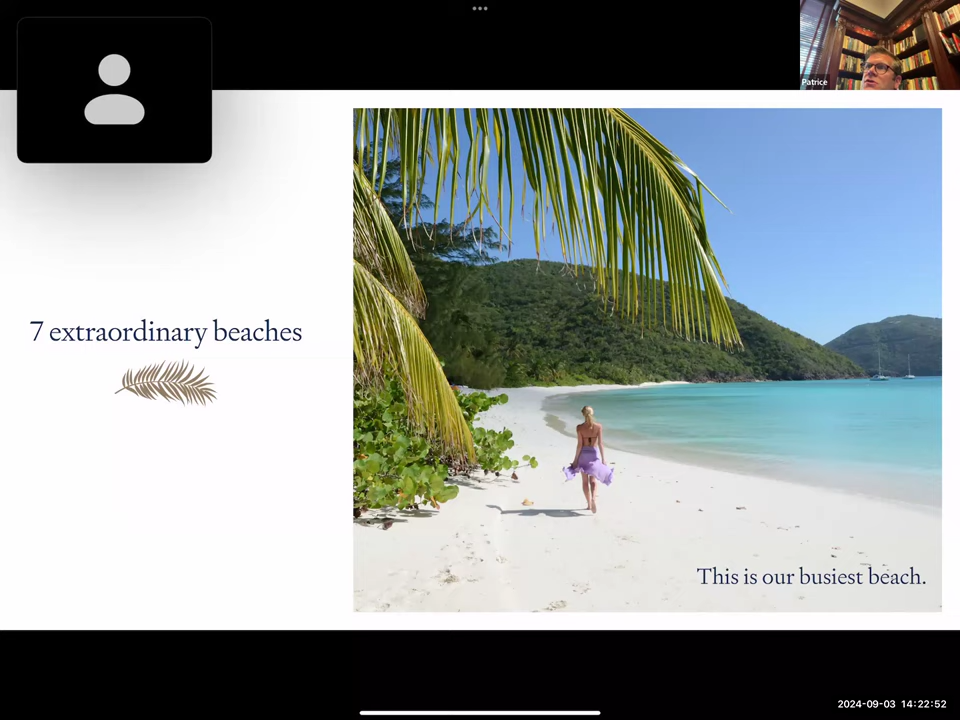 Patrice
7 extraordinary beaches
This is our busiest beach.
2024-09-03 14:22:52